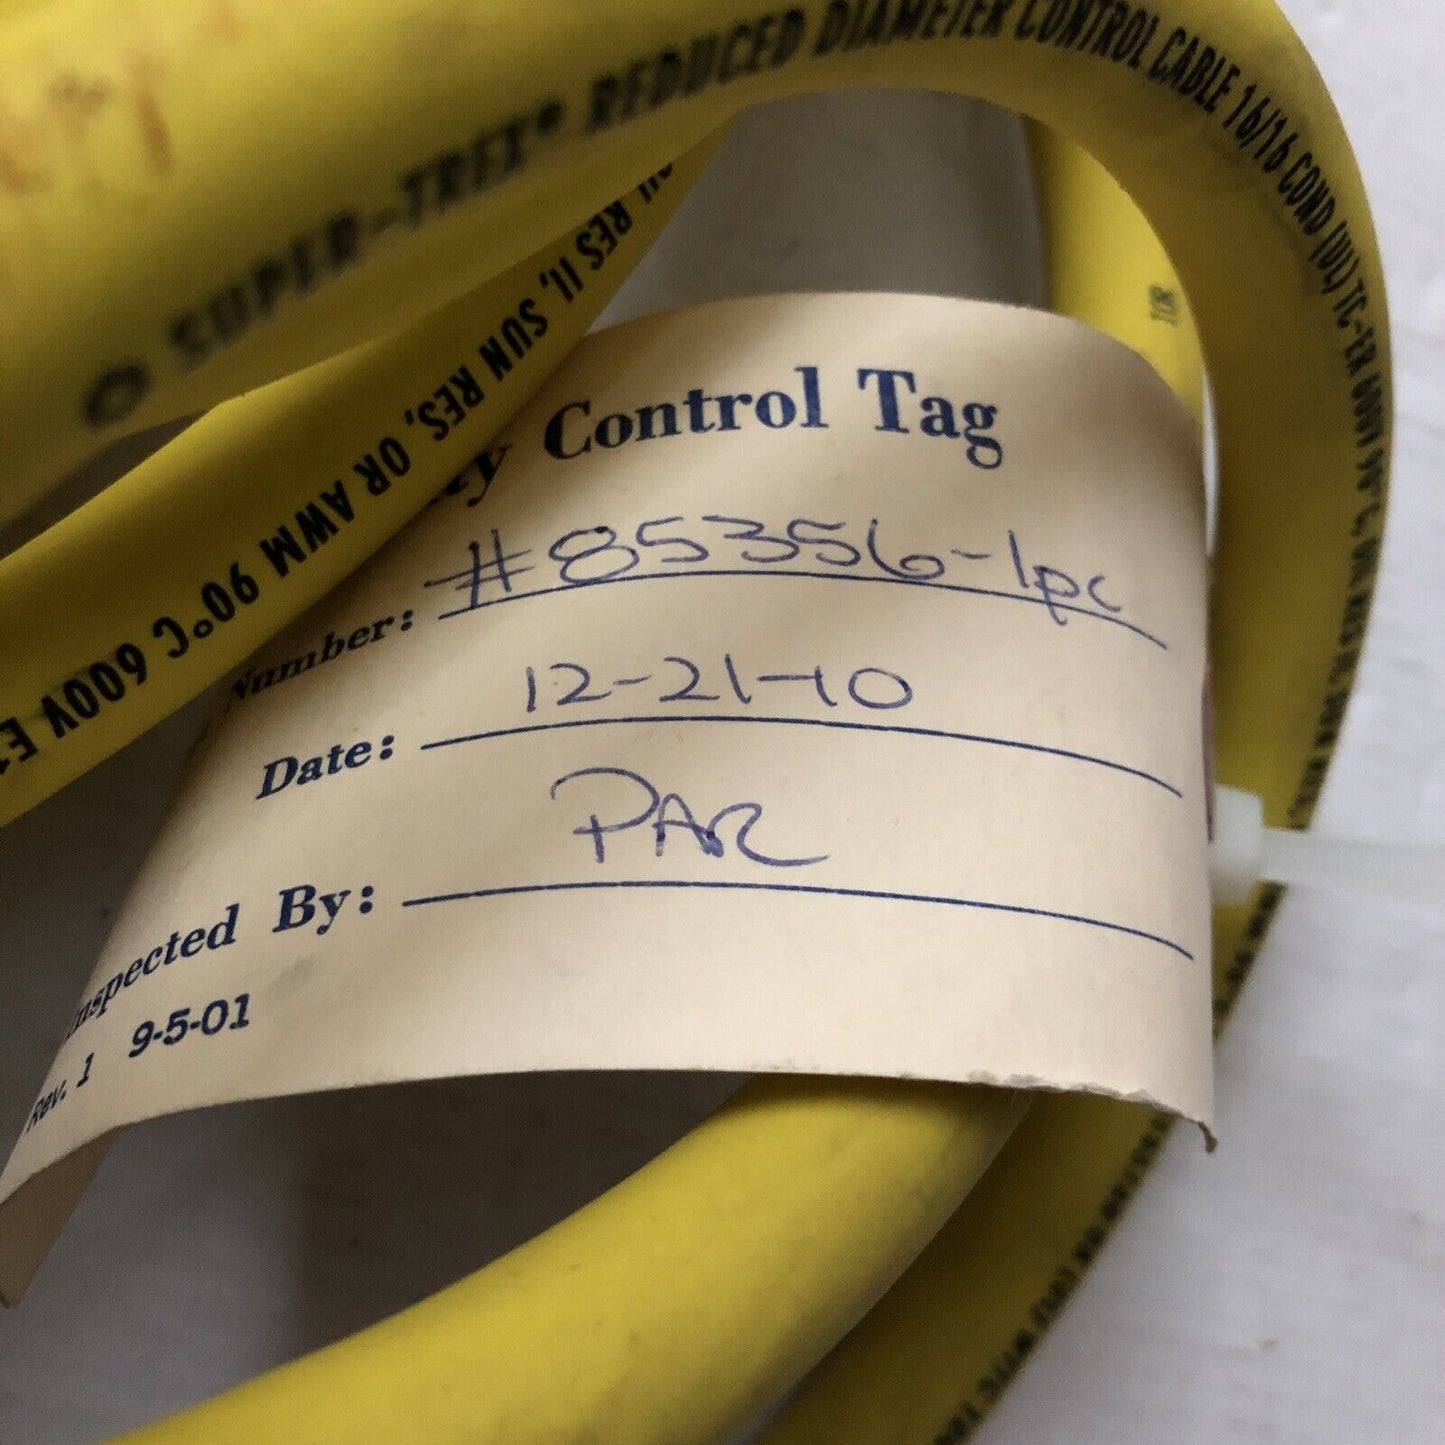 SUPER-TREX® REDUCED DIAMETER CONTROL CABLE 16/16 COND (UL) TC-ER 600V 90°C, OR
RES II, SUN RES, OR AWM 90°C 600V
Control Tag
Number: #85356-1pc
Date: 12-21-10
Inspected By: PAR
Rev. 1 9-5-01